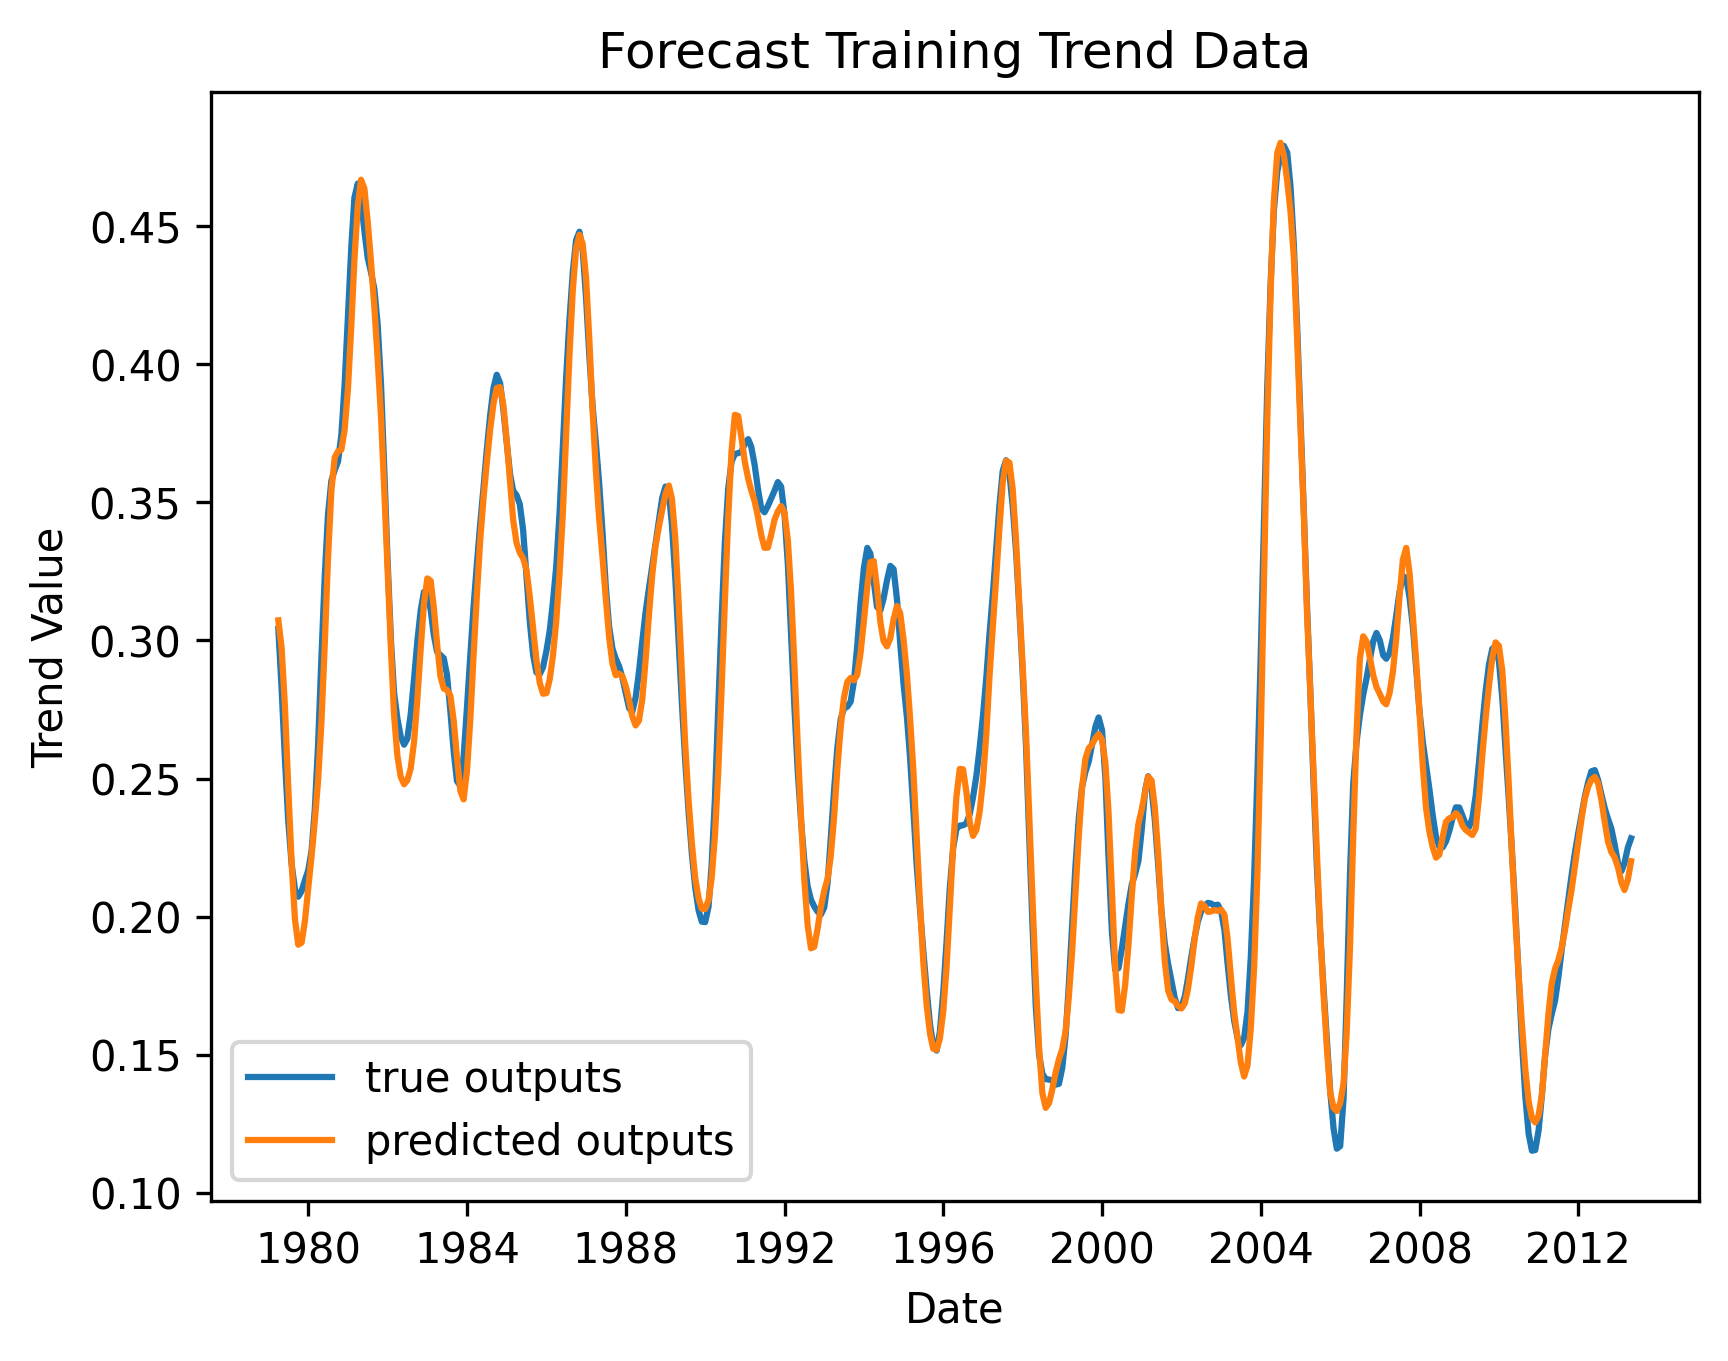 Forecast Training Trend Data
Trend Value
0.45
0.40
0.35
0.30
0.25
0.20
0.15
0.10
true outputs
predicted outputs
1980 1984 1988 1992 1996 2000 2004 2008 2012
Date